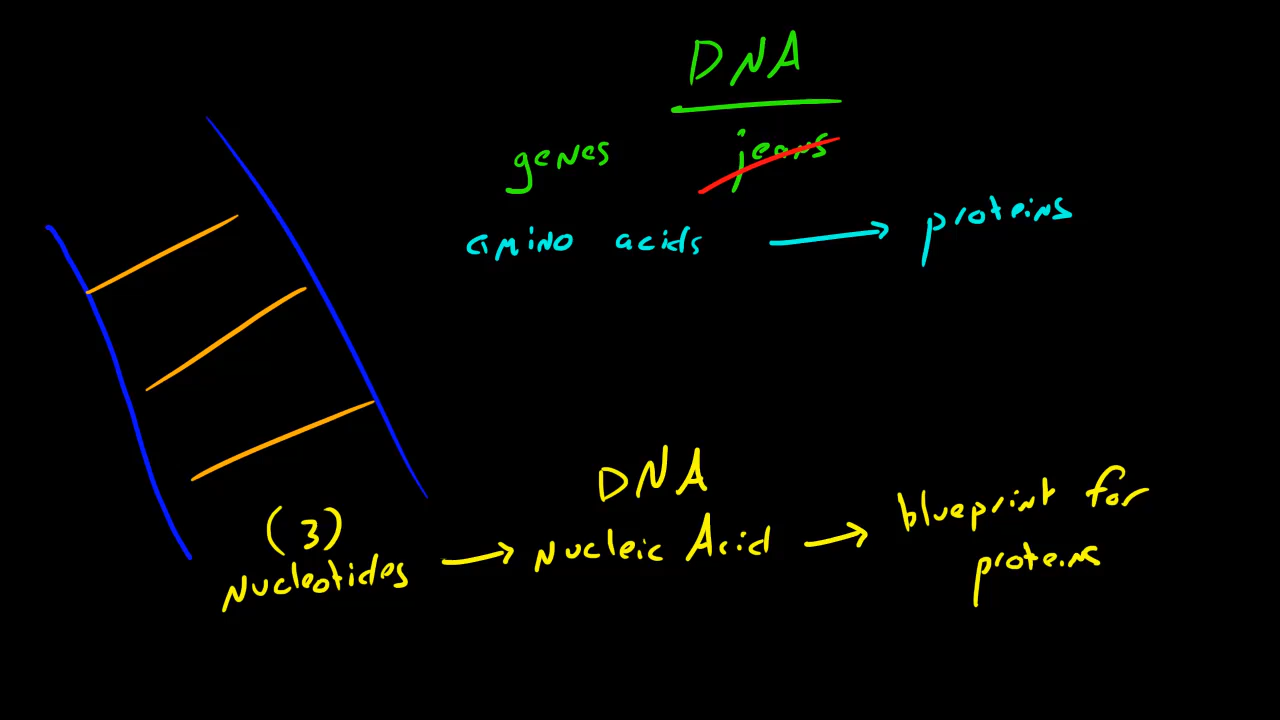 DNA
genes jeans
amino acids → proteins
DNA
(3)
Nucleotides → Nucleic Acid → blueprint for
proteins